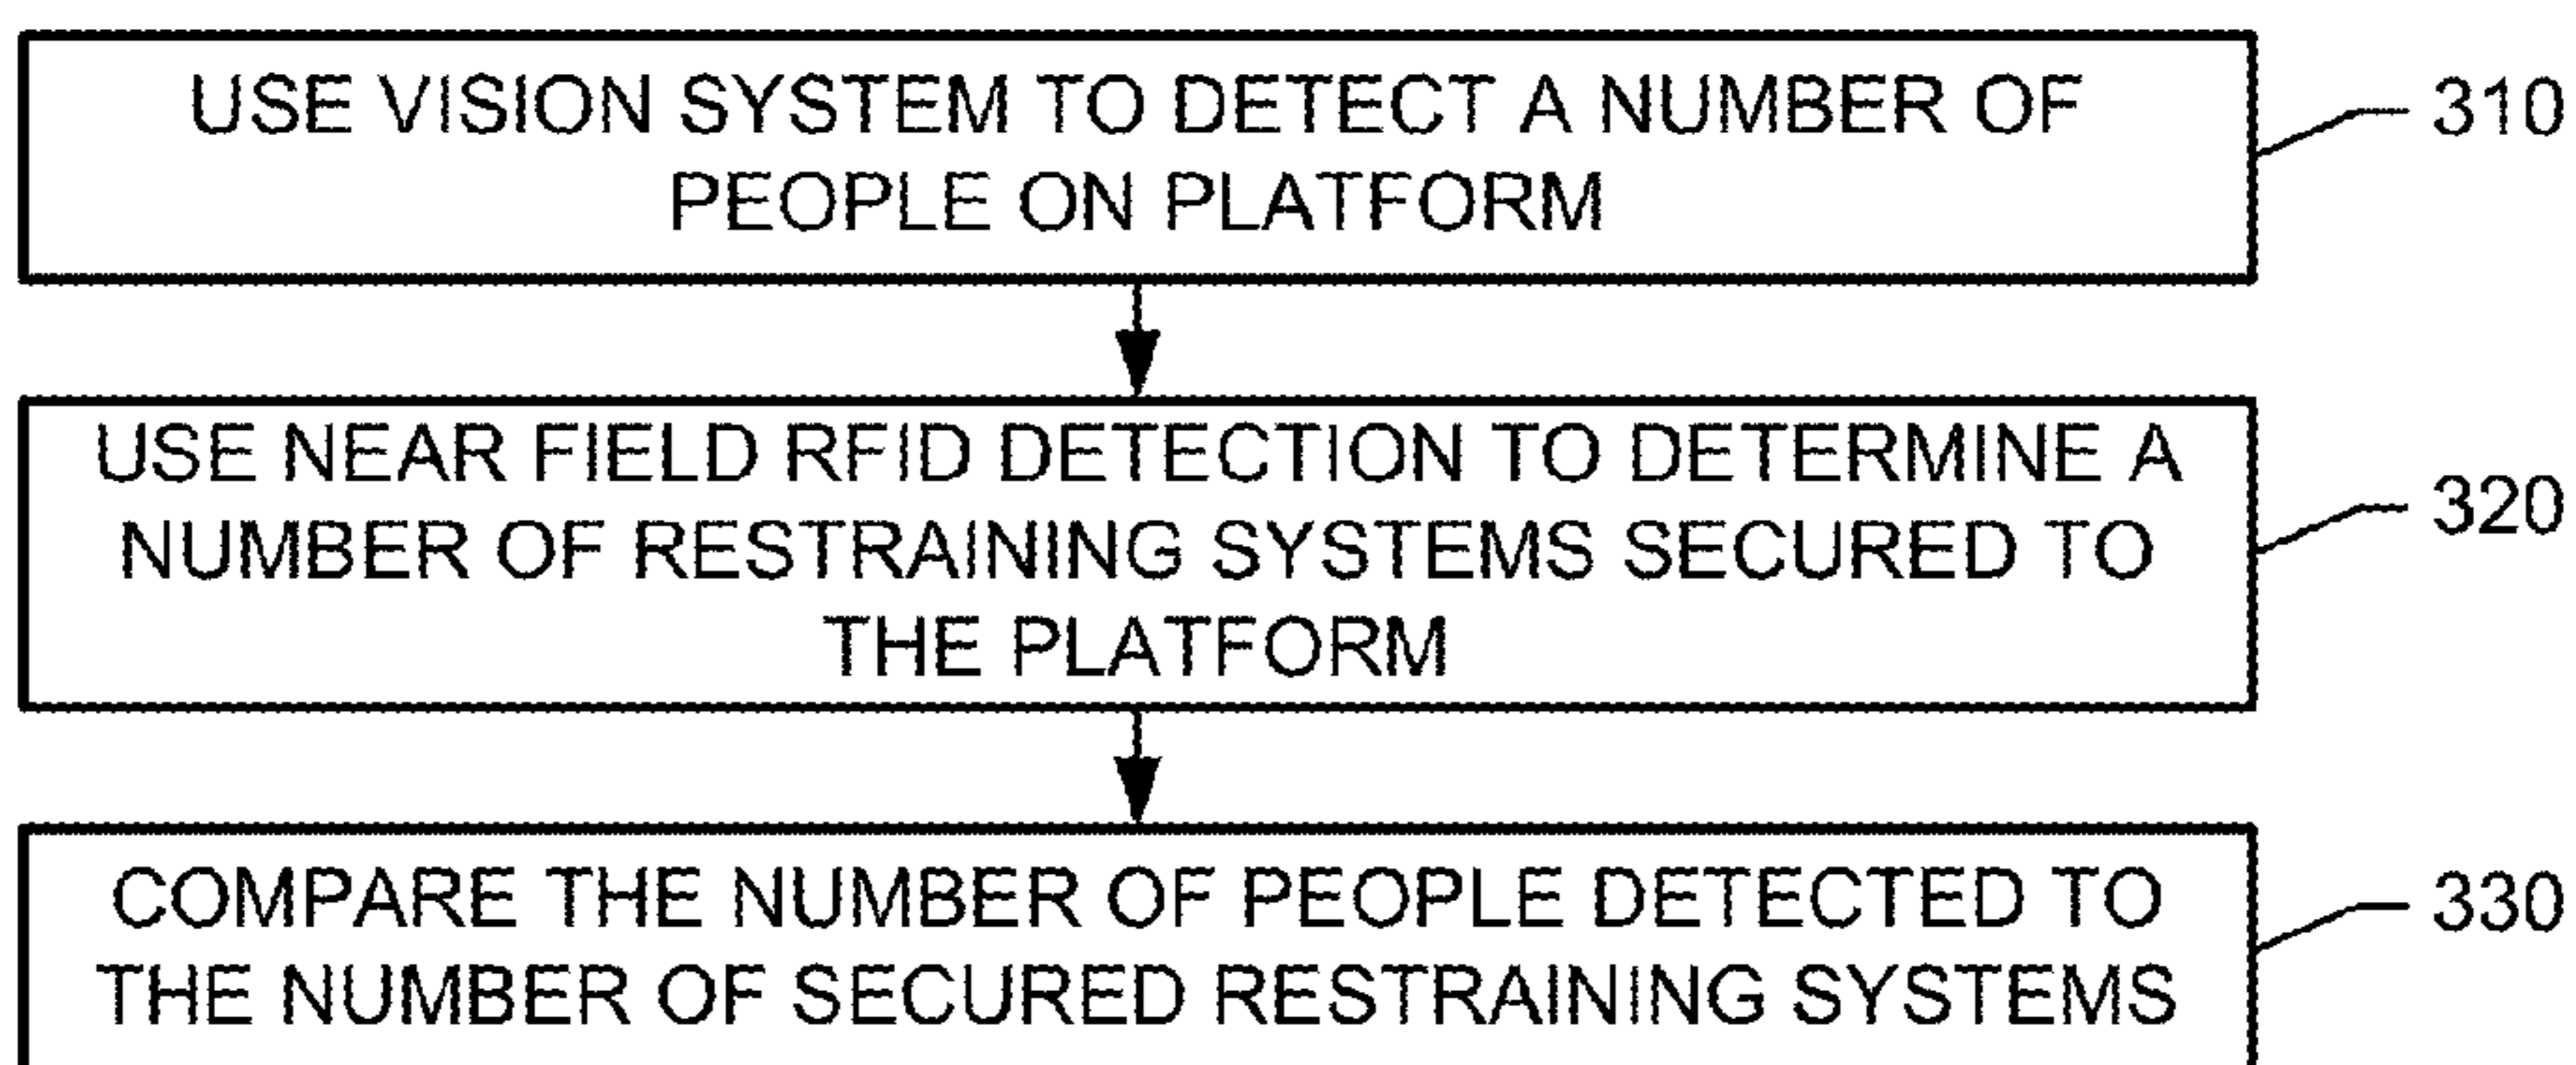 USE VISION SYSTEM TO DETECT A NUMBER OF
PEOPLE ON PLATFORM
310
USE NEAR FIELD RFID DETECTION TO DETERMINE A
NUMBER OF RESTRAINING SYSTEMS SECURED TO
THE PLATFORM
320
COMPARE THE NUMBER OF PEOPLE DETECTED TO
THE NUMBER OF SECURED RESTRAINING SYSTEMS
330